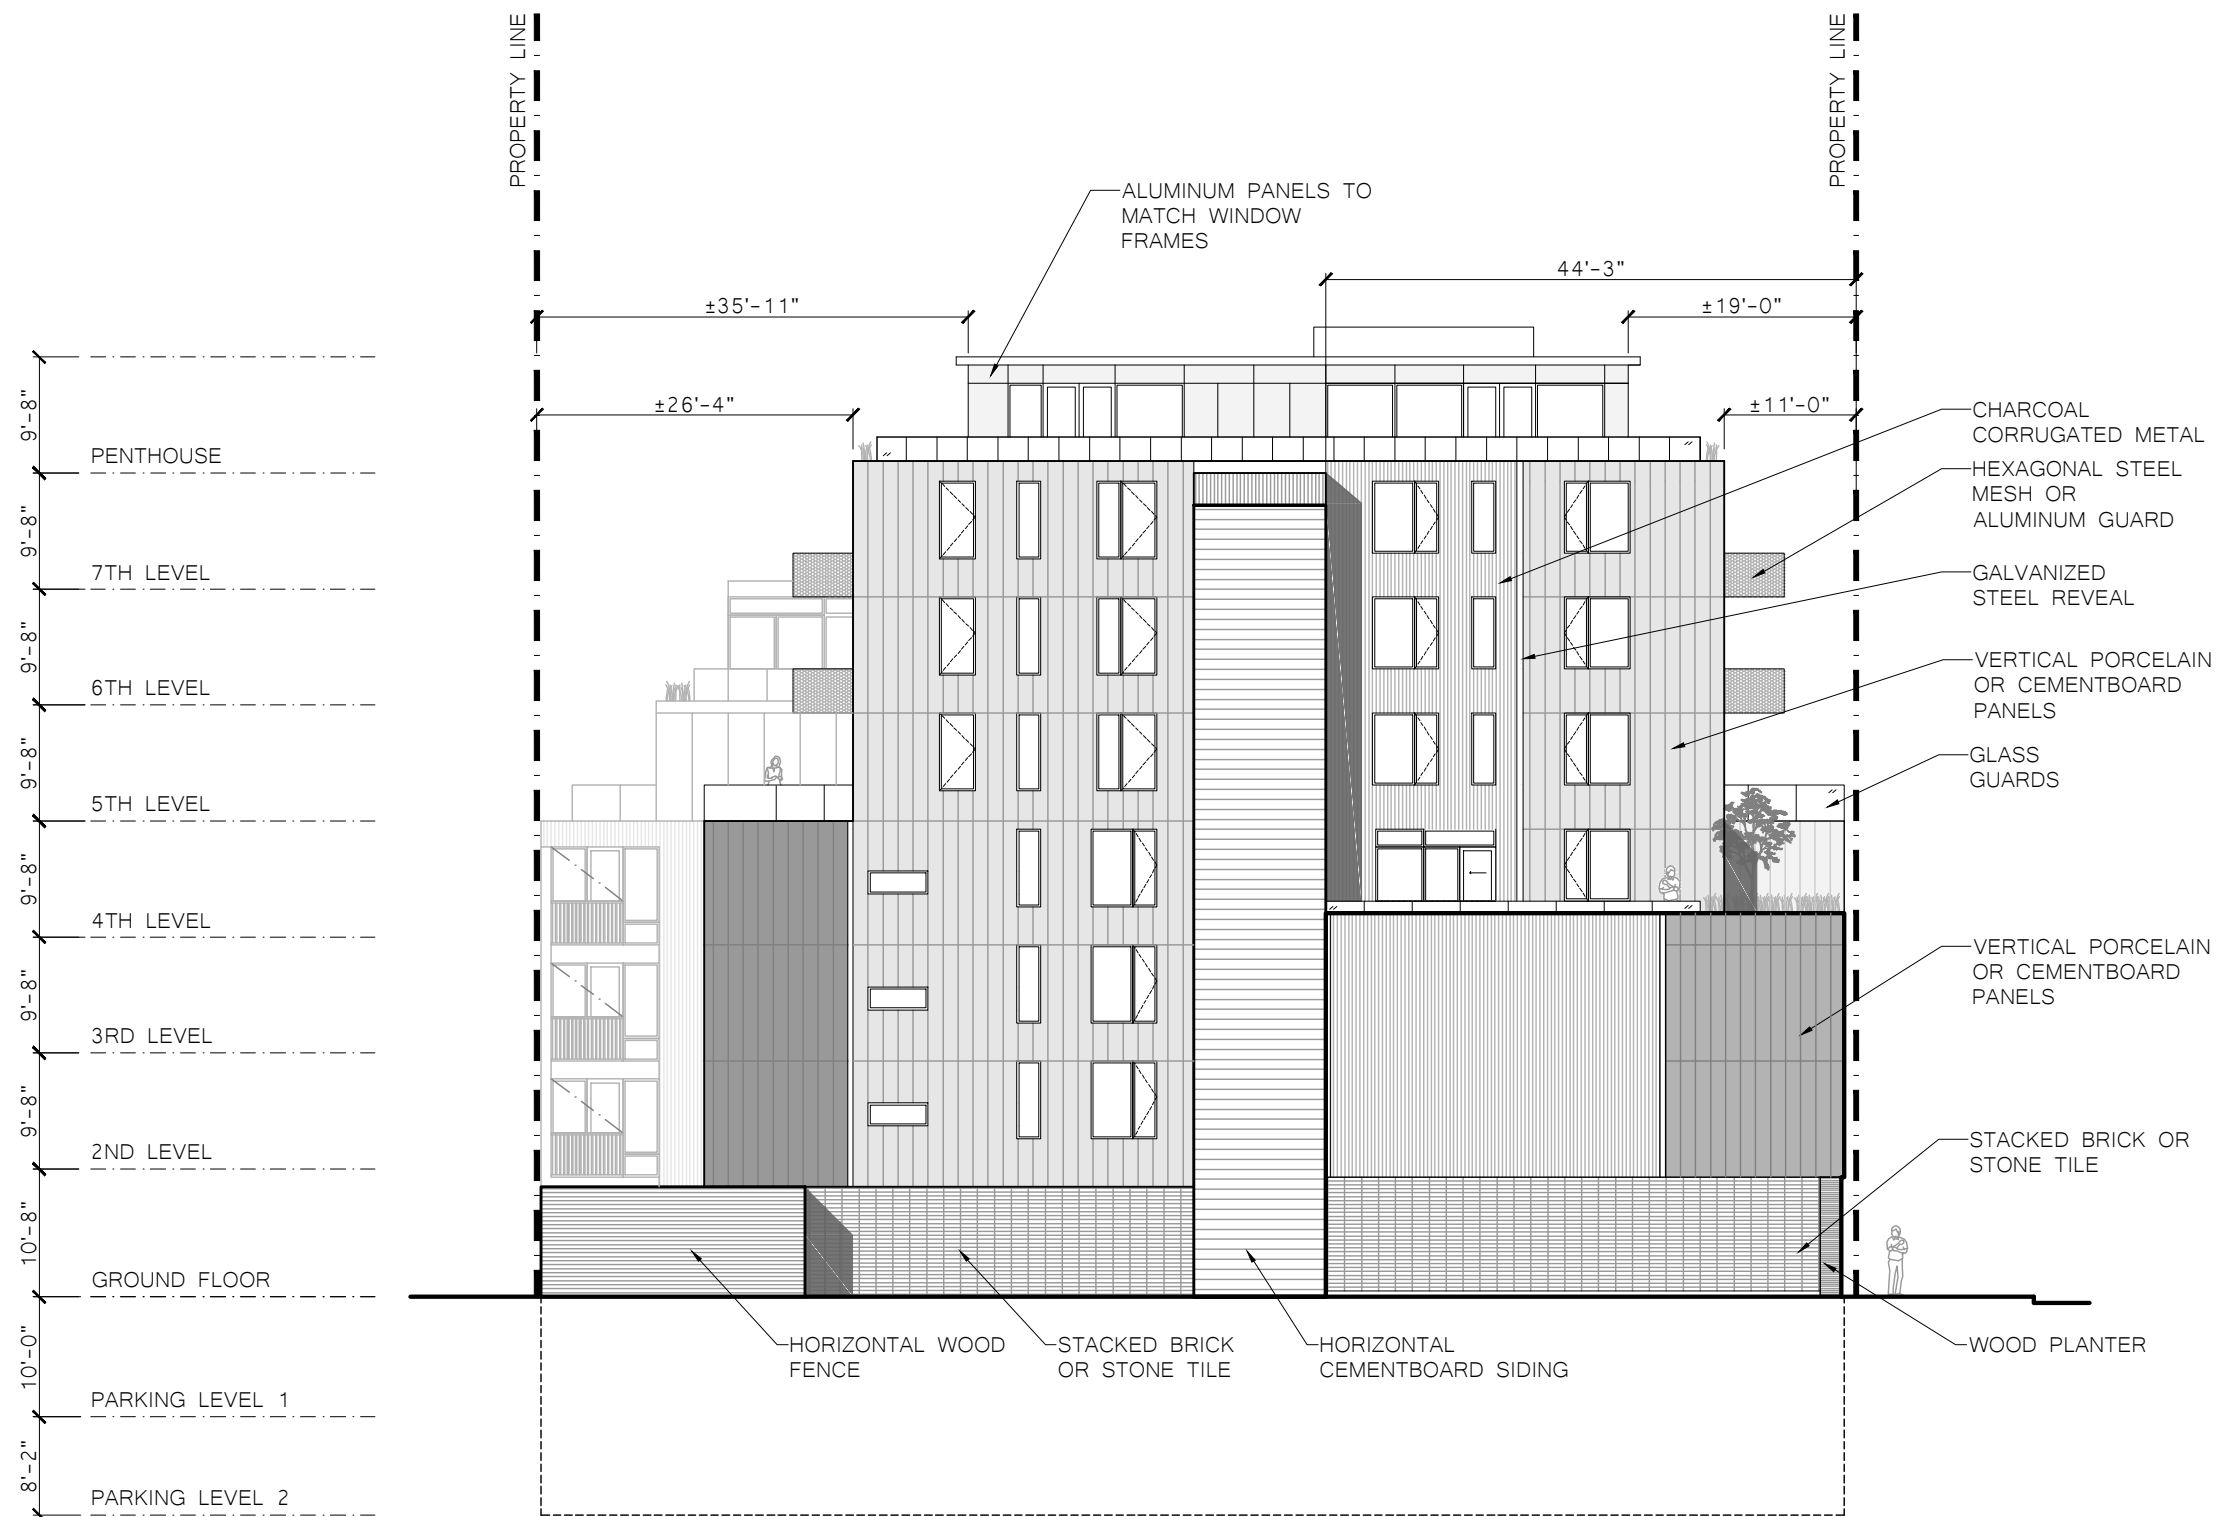 PROPERTY LINE
PROPERTY LINE
ALUMINUM PANELS TO
MATCH WINDOW
FRAMES
44'-3"
±35'-11"
±19'-0"
±26'-4"
±11'-0"
9'-8"
PENTHOUSE
9'-8"
7TH LEVEL
9'-8"
6TH LEVEL
9'-8"
5TH LEVEL
9'-8"
4TH LEVEL
9'-8"
3RD LEVEL
9'-8"
2ND LEVEL
10'-8"
GROUND FLOOR
10'-0"
PARKING LEVEL 1
8'-2"
PARKING LEVEL 2
CHARCOAL
CORRUGATED METAL
HEXAGONAL STEEL
MESH OR
ALUMINUM GUARD
GALVANIZED
STEEL REVEAL
VERTICAL PORCELAIN
OR CEMENTBOARD
PANELS
GLASS
GUARDS
VERTICAL PORCELAIN
OR CEMENTBOARD
PANELS
STACKED BRICK OR
STONE TILE
HORIZONTAL WOOD
FENCE
STACKED BRICK
OR STONE TILE
HORIZONTAL
CEMENTBOARD SIDING
WOOD PLANTER